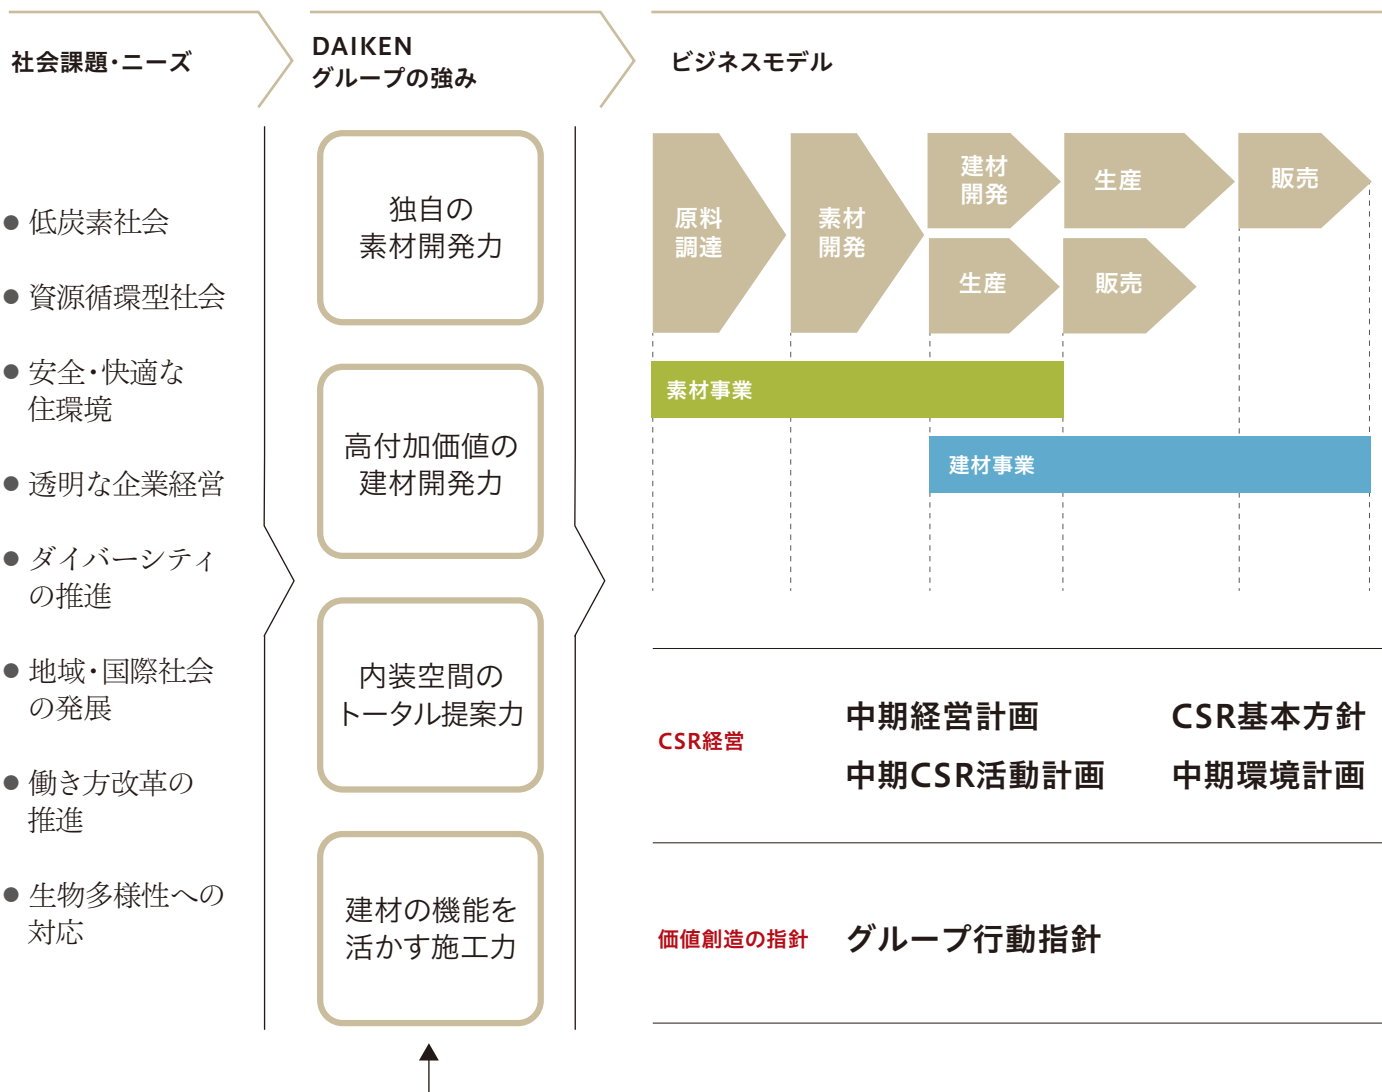 社会課題・ニーズ
● 低炭素社会
● 資源循環型社会
● 安全・快適な
住環境
● 透明な企業経営
● ダイバーシティ
の推進
● 地域・国際社会
の発展
● 働き方改革の
推進
● 生物多様性への
対応
DAIKEN
グループの強み
独自の
素材開発力
高付加価値の
建材開発力
内装空間の
トータル提案力
建材の機能を
活かす施工力
ビジネスモデル
原料
調達
素材
開発
建材
開発
生産
販売
生産
販売
素材事業
建材事業
CSR経営
中期経営計画
CSR基本方針
中期CSR活動計画
中期環境計画
価値創造の指針
グループ行動指針